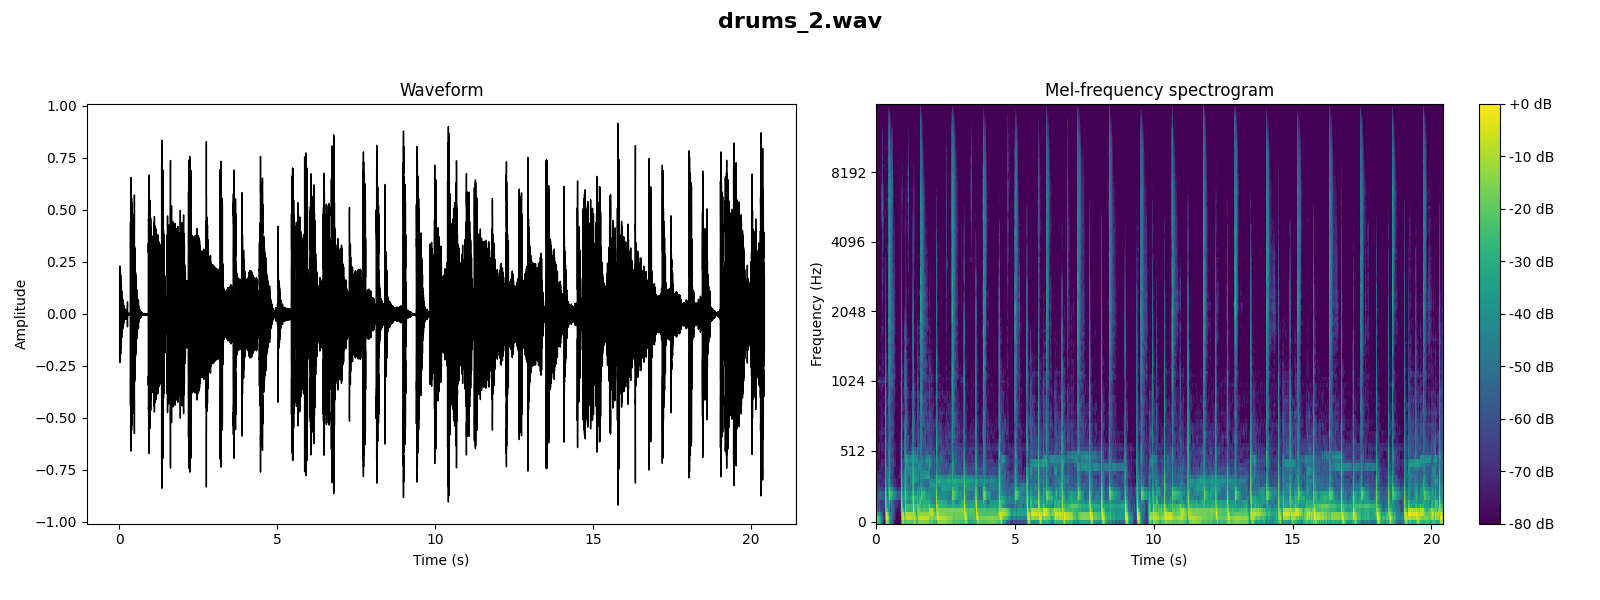 drums_2.wav
Waveform
Mel-frequency spectrogram
1.00
0.75
0.50
0.25
0.00
−0.25
−0.50
−0.75
−1.00
Amplitude
0 5 10 15 20
Time (s)
8192
4096
2048
1024
512
0
Frequency (Hz)
0 5 10 15 20
Time (s)
+0 dB
-10 dB
-20 dB
-30 dB
-40 dB
-50 dB
-60 dB
-70 dB
-80 dB